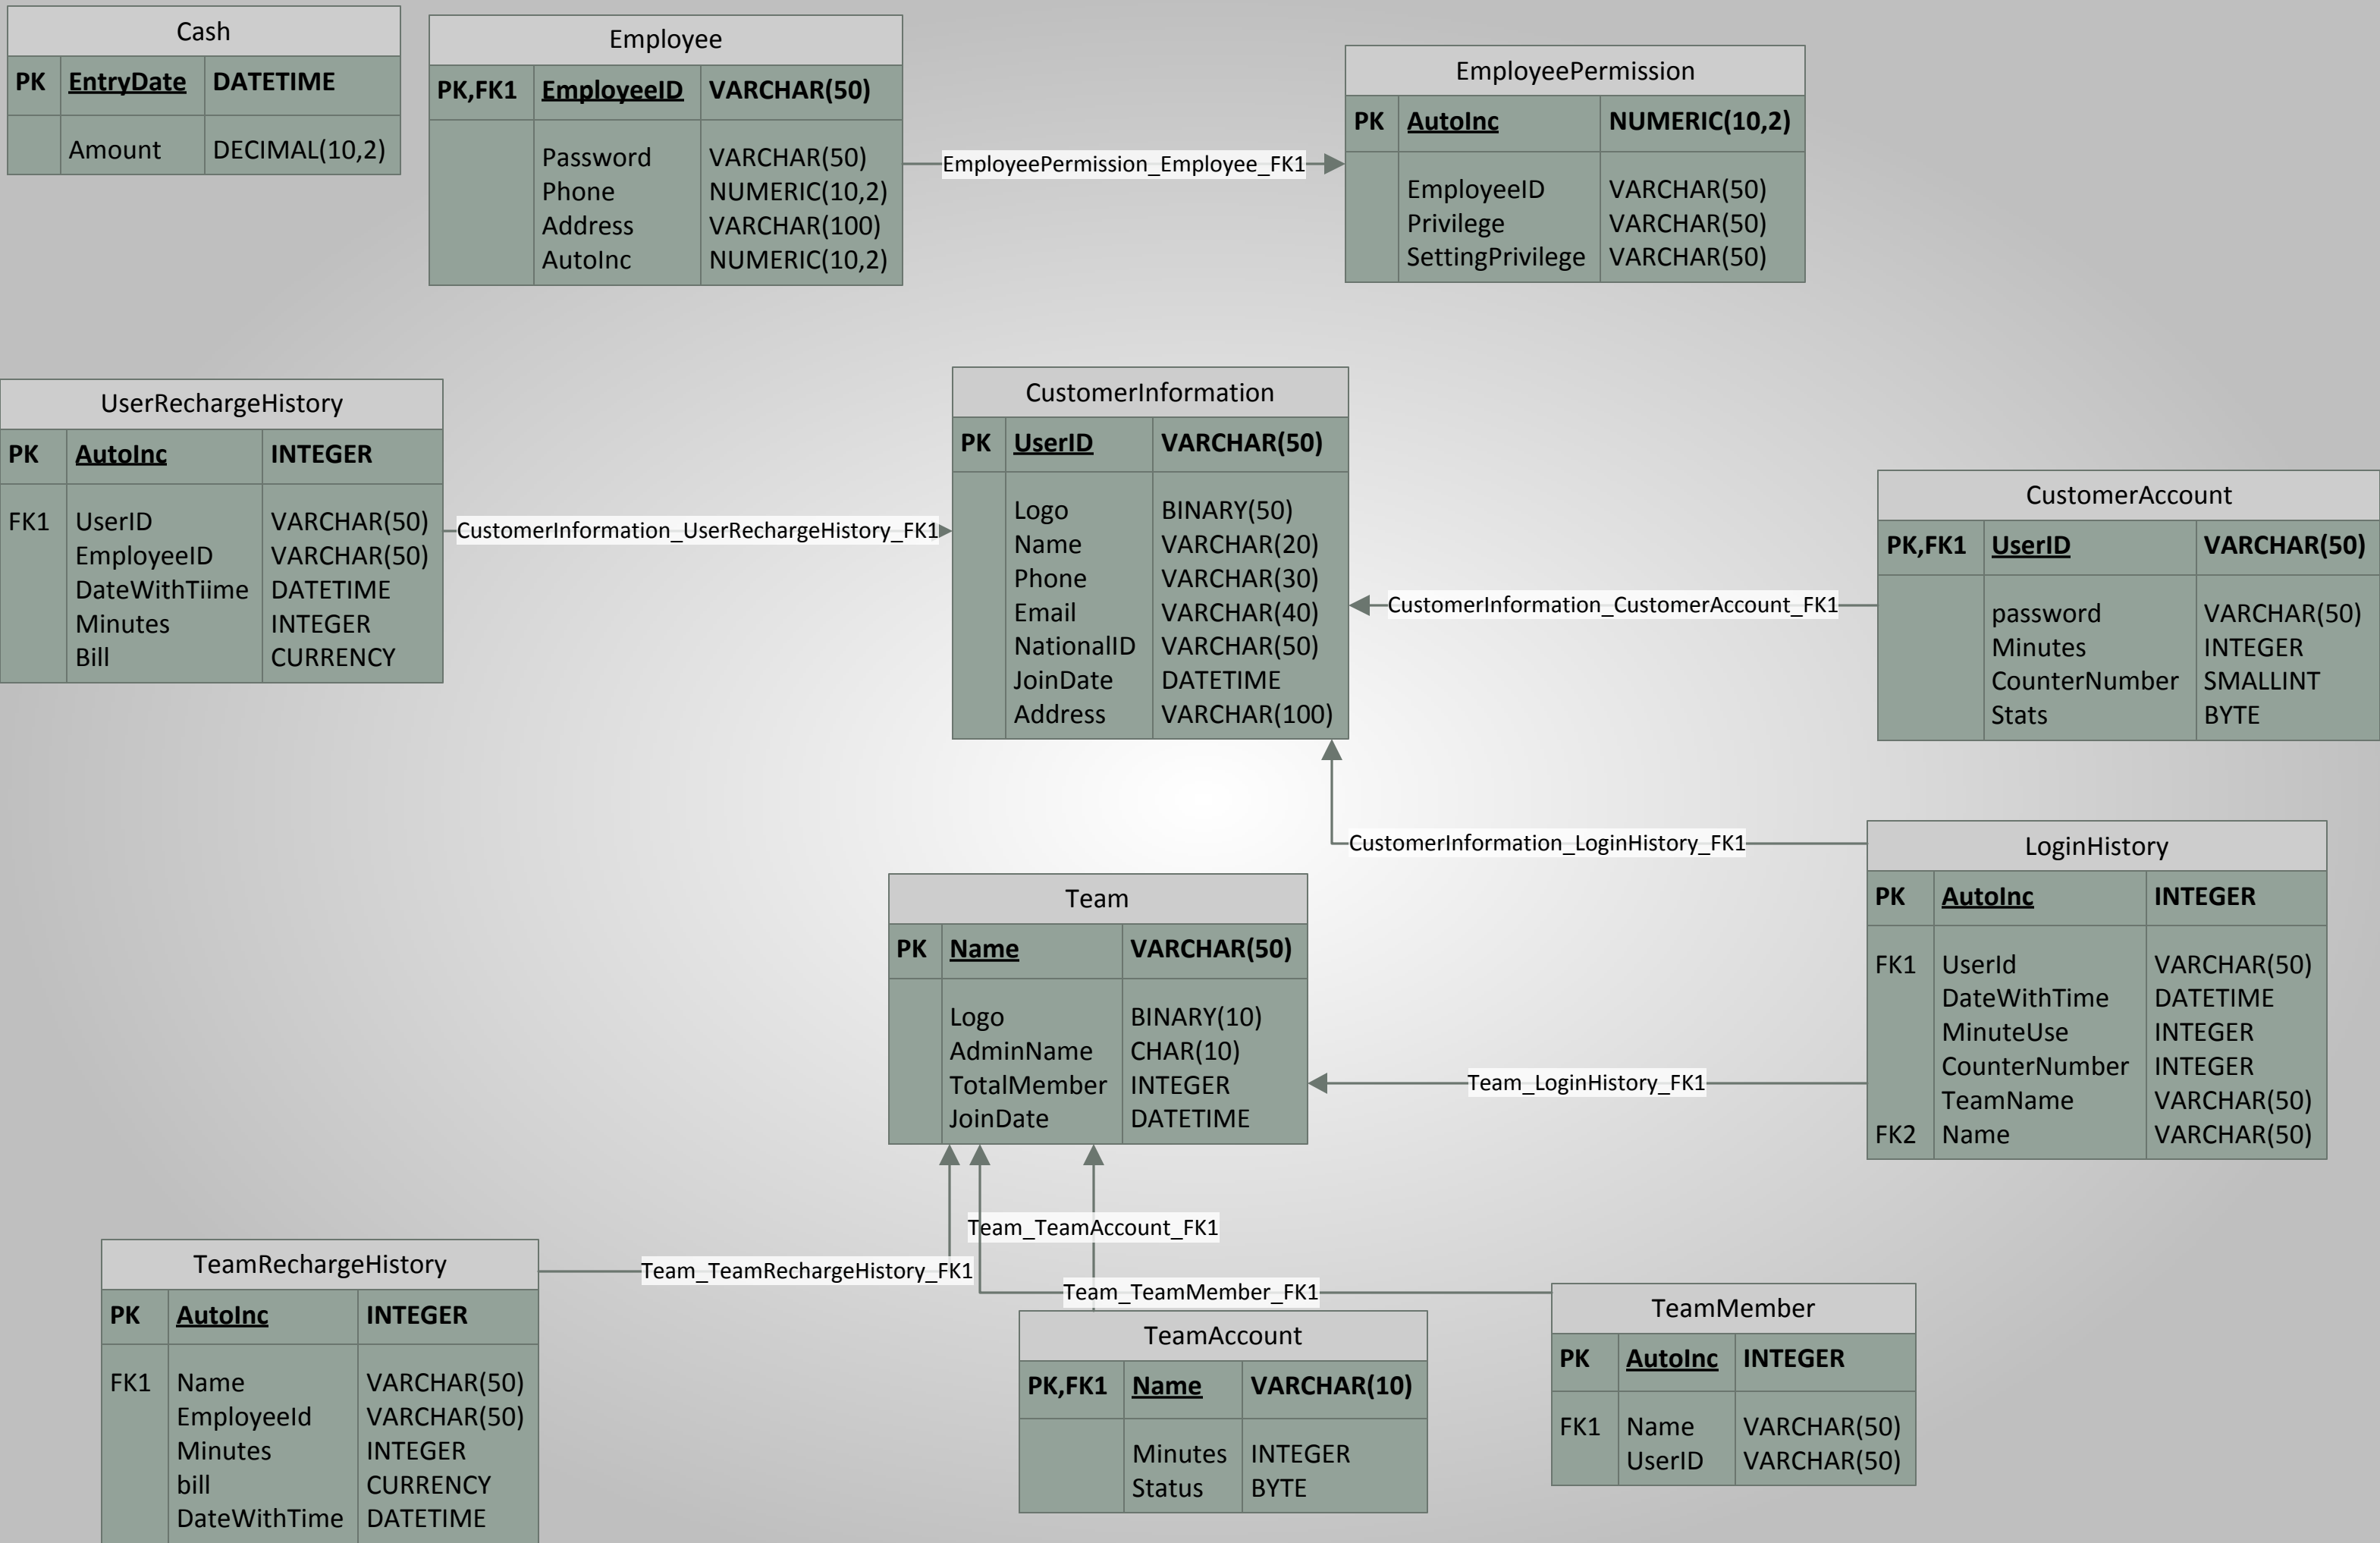 Cash
PK EntryDate DATETIME
Amount DECIMAL(10,2)
Employee
PK,FK1 EmployeeID VARCHAR(50)
Password VARCHAR(50)
Phone NUMERIC(10,2)
Address VARCHAR(100)
AutoInc NUMERIC(10,2)
EmployeePermission_Employee_FK1
EmployeePermission
PK AutoInc NUMERIC(10,2)
EmployeeID VARCHAR(50)
Privilege VARCHAR(50)
SettingPrivilege VARCHAR(50)
UserRechargeHistory
PK AutoInc INTEGER
FK1 UserID VARCHAR(50)
EmployeeID VARCHAR(50)
DateWithTiime DATETIME
Minutes INTEGER
Bill CURRENCY
CustomerInformation_UserRechargeHistory_FK1
CustomerInformation
PK UserID VARCHAR(50)
Logo BINARY(50)
Name VARCHAR(20)
Phone VARCHAR(30)
Email VARCHAR(40)
NationalID VARCHAR(50)
JoinDate DATETIME
Address VARCHAR(100)
CustomerInformation_CustomerAccount_FK1
CustomerAccount
PK,FK1 UserID VARCHAR(50)
password VARCHAR(50)
Minutes INTEGER
CounterNumber SMALLINT
Stats BYTE
CustomerInformation_LoginHistory_FK1
LoginHistory
PK AutoInc INTEGER
FK1 UserId VARCHAR(50)
DateWithTime DATETIME
MinuteUse INTEGER
CounterNumber INTEGER
TeamName VARCHAR(50)
FK2 Name VARCHAR(50)
Team
PK Name VARCHAR(50)
Logo BINARY(10)
AdminName CHAR(10)
TotalMember INTEGER
JoinDate DATETIME
Team_LoginHistory_FK1
Team_TeamAccount_FK1
Team_TeamRechargeHistory_FK1
Team_TeamMember_FK1
TeamRechargeHistory
PK AutoInc INTEGER
FK1 Name VARCHAR(50)
EmployeeId VARCHAR(50)
Minutes INTEGER
bill CURRENCY
DateWithTime DATETIME
TeamAccount
PK,FK1 Name VARCHAR(10)
Minutes INTEGER
Status BYTE
TeamMember
PK AutoInc INTEGER
FK1 Name VARCHAR(50)
UserID VARCHAR(50)